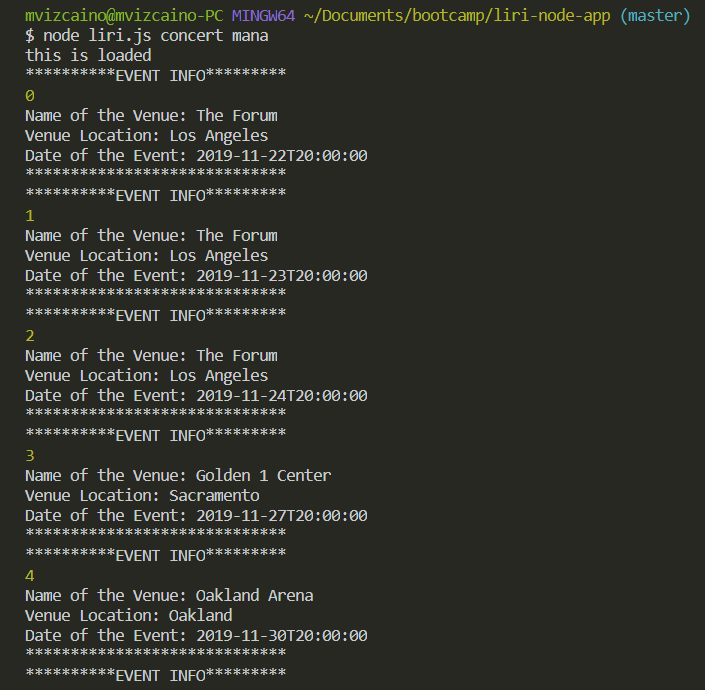 mvizcaino@mvizcaino-PC MINGW64 ~/Documents/bootcamp/liri-node-app (master)
$ node liri.js concert mana
this is loaded
**********EVENT INFO*********
0
Name of the Venue: The Forum
Venue Location: Los Angeles
Date of the Event: 2019-11-22T20:00:00
*****************************
**********EVENT INFO*********
1
Name of the Venue: The Forum
Venue Location: Los Angeles
Date of the Event: 2019-11-23T20:00:00
*****************************
**********EVENT INFO*********
2
Name of the Venue: The Forum
Venue Location: Los Angeles
Date of the Event: 2019-11-24T20:00:00
*****************************
**********EVENT INFO*********
3
Name of the Venue: Golden 1 Center
Venue Location: Sacramento
Date of the Event: 2019-11-27T20:00:00
*****************************
**********EVENT INFO*********
4
Name of the Venue: Oakland Arena
Venue Location: Oakland
Date of the Event: 2019-11-30T20:00:00
*****************************
**********EVENT INFO*********